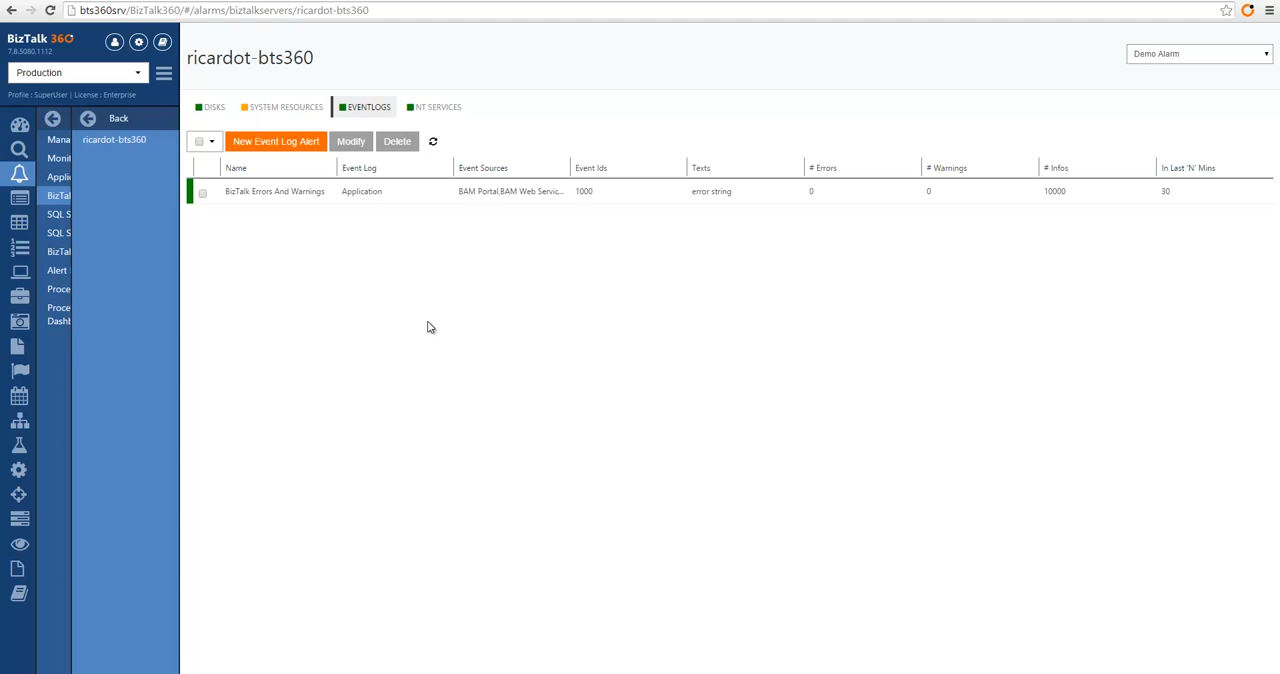 bts360srv/BizTalk360/#/alarms/biztalkservers/ricardot-bts360
BizTalk 360
7.8.5080.1112
Production
Profile : SuperUser | License : Enterprise
Back
ricardot-bts360
Mana
Monit
Applic
BizTal
SQL S
SQL S
BizTal
Alert
Proce
Proce
Dashb
ricardot-bts360
Demo Alarm
DISKS SYSTEM RESOURCES EVENTLOGS NT SERVICES
New Event Log Alert Modify Delete
Name Event Log Event Sources Event Ids Texts # Errors # Warnings # Infos In Last 'N' Mins
BizTalk Errors And Warnings Application BAM Portal,BAM Web Servic... 1000 error string 0 0 10000 30